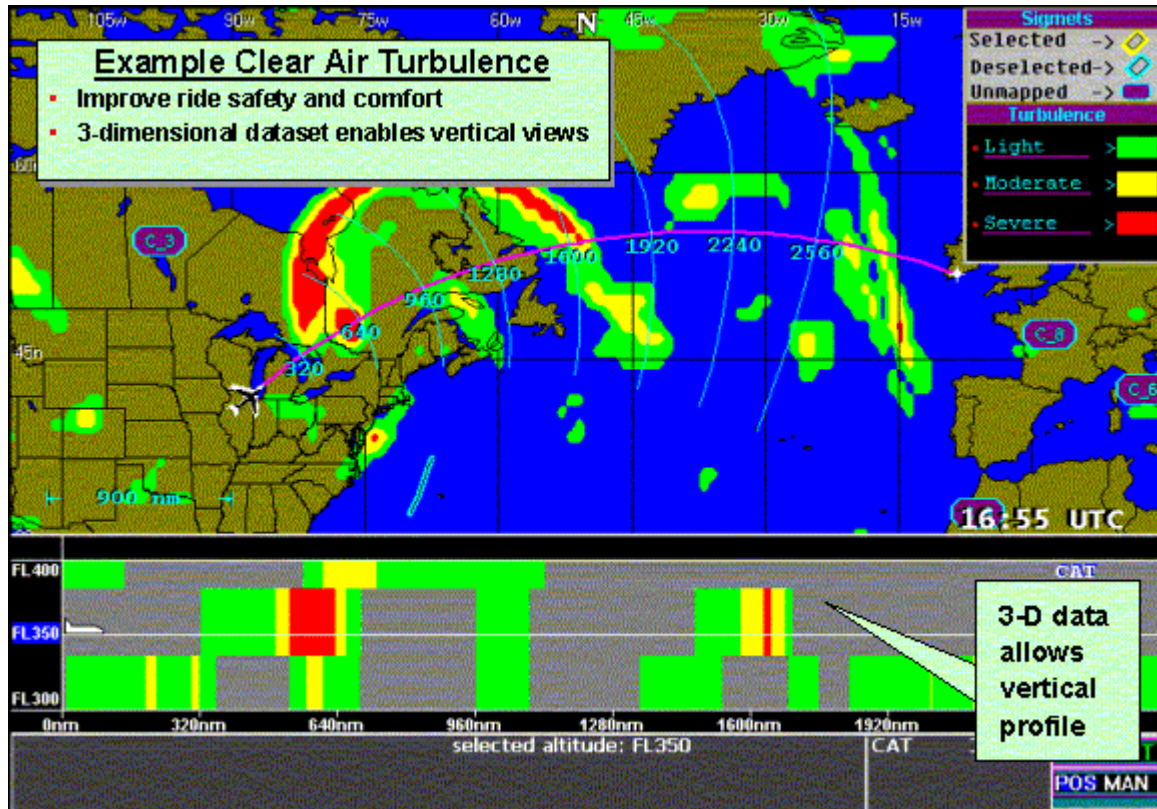 105w 90w 75w 60w N 45w 30w 15w
Sigmets
Selected ->
Deselected->
Unmapped ->
Turbulence
Light >
Moderate >
Severe >
Example Clear Air Turbulence
Improve ride safety and comfort
3-dimensional dataset enables vertical views
60n
C_3
320
640
960
1280
1600
1920
2240
2560
45n
C_8
C_6
900 nm
16:55 UTC
FL400
CAT
FL350
FL300
3-D data
allows
vertical
profile
0nm 320nm 640nm 960nm 1280nm 1600nm 1920nm
selected altitude: FL350
CAT
POS MAN